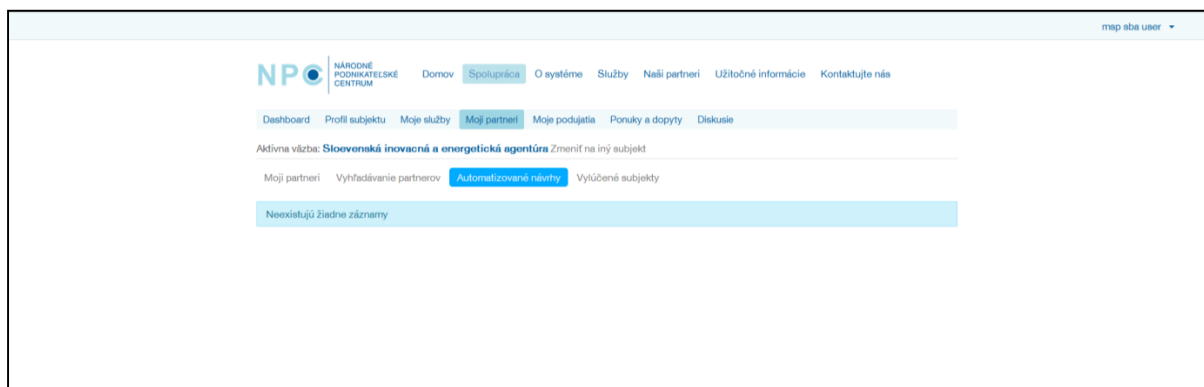 map sba user
NPC NÁRODNÉ PODNIKATEĽSKÉ CENTRUM
Domov Spolupráca O systéme Služby Naši partneri Užitočné informácie Kontaktujte nás
Dashboard Profil subjektu Moje služby Moji partneri Moje podujatia Ponuky a dopyty Diskusie
Aktívna väzba: Sloevenská inovacná a energetická agentúra Zmeniť na iný subjekt
Moji partneri Vyhľadávanie partnerov Automatizované návrhy Vylúčené subjekty
Neexistujú žiadne záznamy